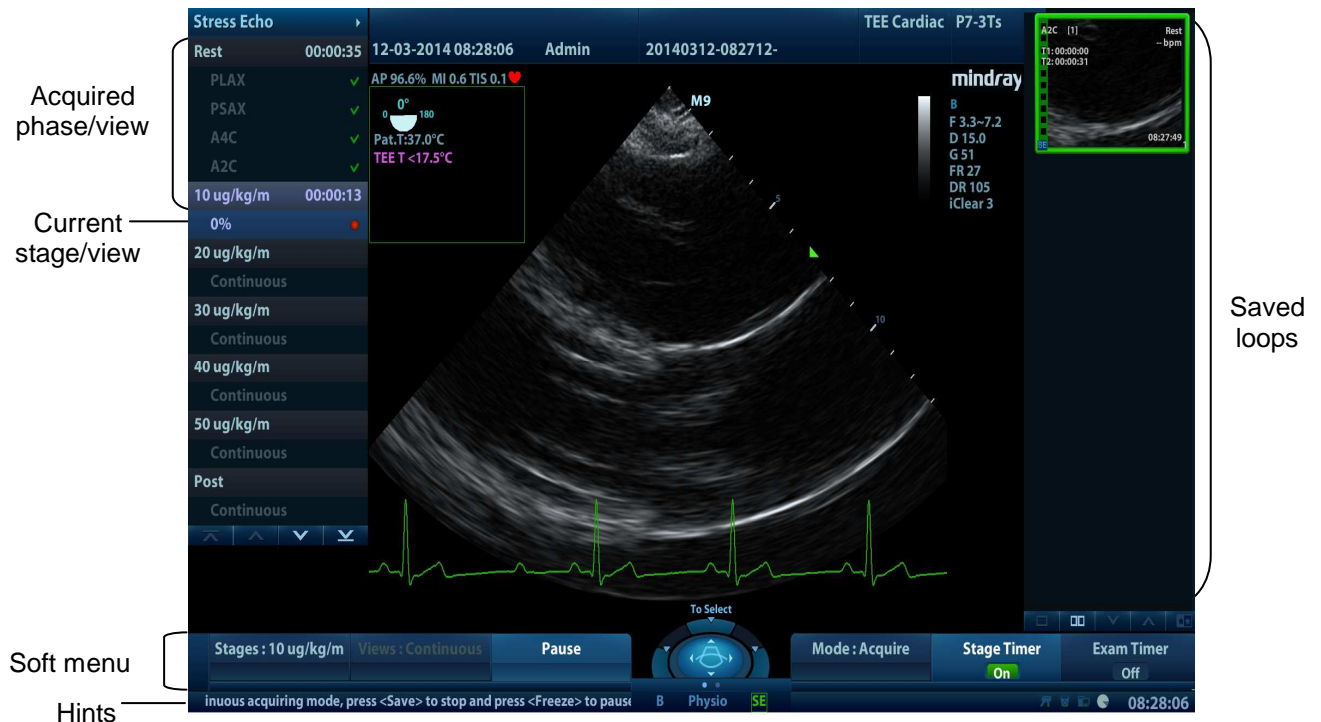 Acquired
phase/view
Current
stage/view
Soft menu
Hints
Saved
loops
Stress Echo
Rest 00:00:35
PLAX
PSAX
A4C
A2C
10 ug/kg/m 00:00:13
0%
20 ug/kg/m
Continuous
30 ug/kg/m
Continuous
40 ug/kg/m
Continuous
50 ug/kg/m
Continuous
Post
Continuous
TEE Cardiac P7-3Ts
12-03-2014 08:28:06 Admin 20140312-082712-
AP 96.6% MI 0.6 TIS 0.1
mindray
0°
0 180
Pat.T:37.0°C
TEE T <17.5°C
M9
5
10
B
F 3.3~7.2
D 15.0
G 51
FR 27
DR 105
iClear 3
A2C [1] Rest
-- bpm
T1: 00:00:00
T2: 00:00:31
08:27:49
SE 1
To Select
Stages : 10 ug/kg/m Views : Continuous Pause Mode : Acquire Stage Timer Exam Timer
On Off
inuous acquiring mode, press <Save> to stop and press <Freeze> to pause B Physio SE 08:28:06